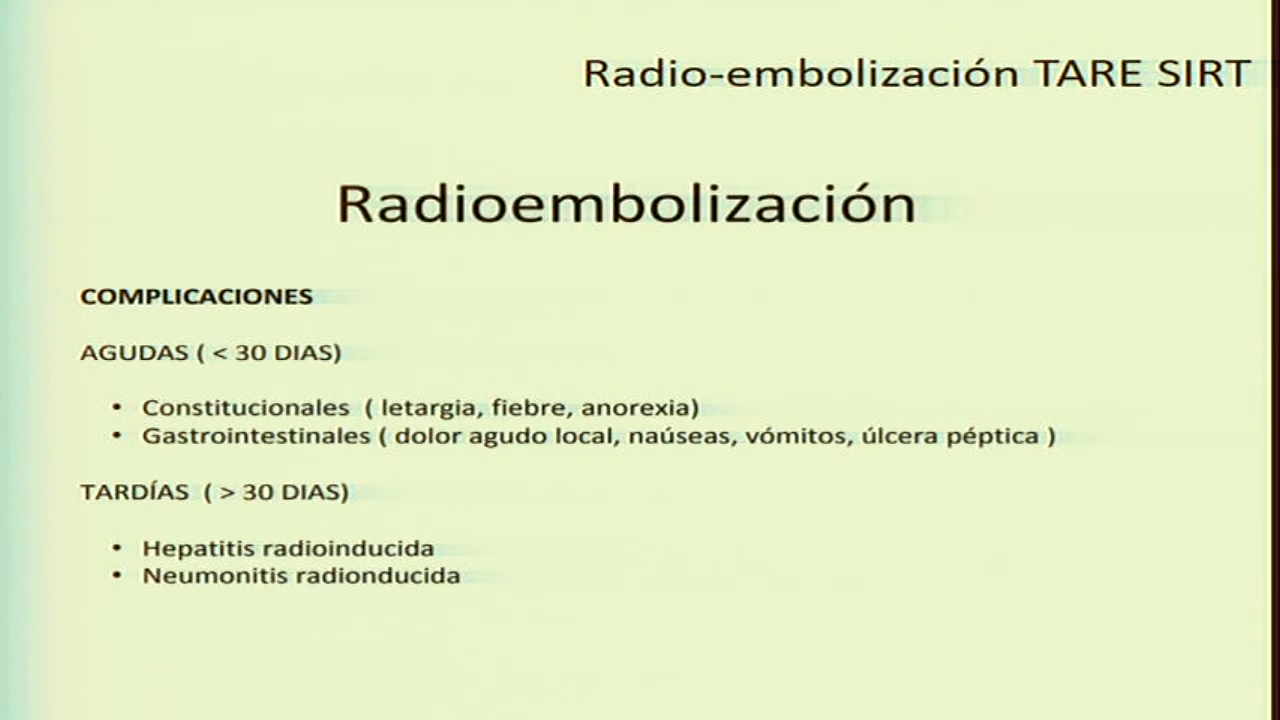 Radio-embolización TARE SIRT
Radioembolización
COMPLICACIONES
AGUDAS ( < 30 DIAS)
• Constitucionales ( letargia, fiebre, anorexia)
• Gastrointestinales ( dolor agudo local, naúseas, vómitos, úlcera péptica )
TARDÍAS ( > 30 DIAS)
• Hepatitis radioinducida
• Neumonitis radionducida